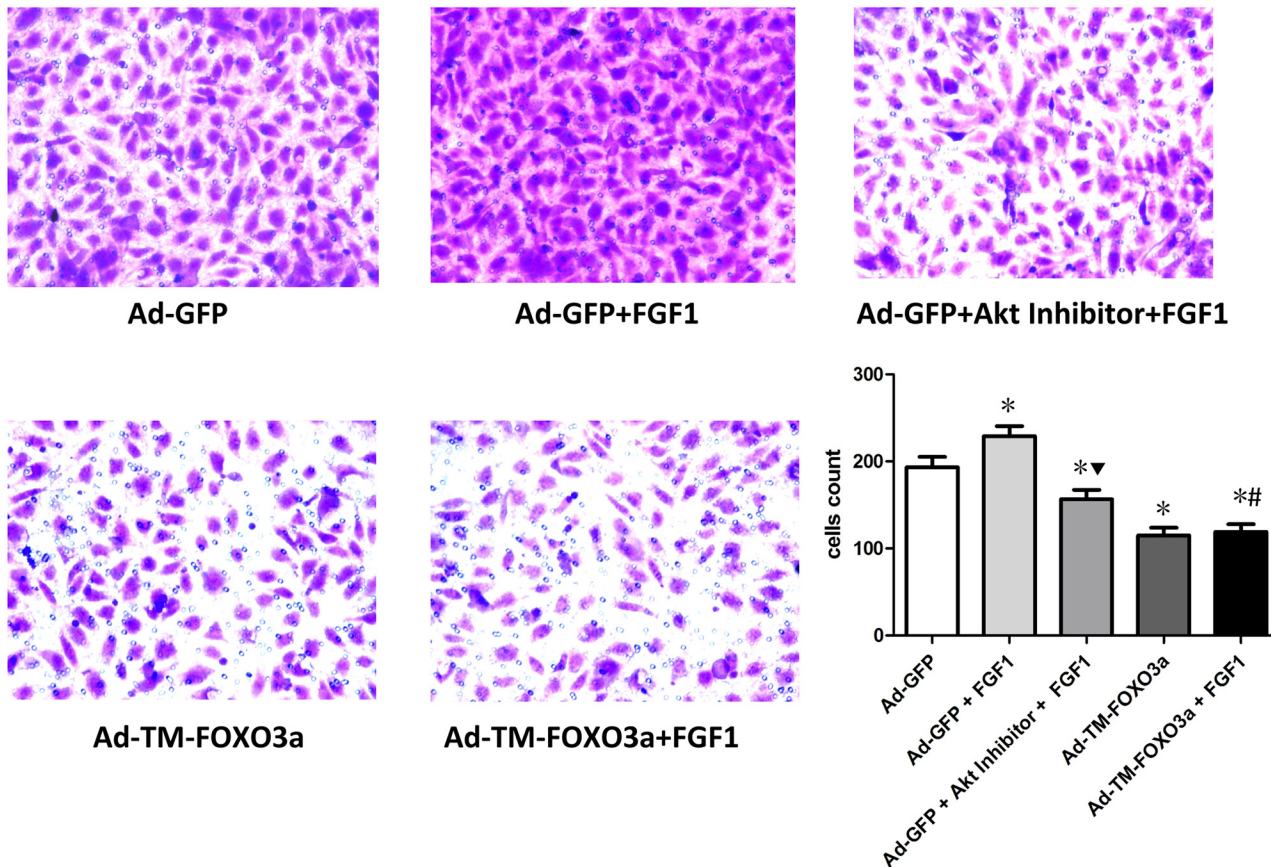 Ad-GFP
Ad-GFP+FGF1
Ad-GFP+Akt Inhibitor+FGF1
Ad-TM-FOXO3a
Ad-TM-FOXO3a+FGF1
cells count
300
200
100
0
*
*▼
*
*#
Ad-GFP
Ad-GFP + FGF1
Ad-GFP + Akt Inhibitor + FGF1
Ad-TM-FOXO3a
Ad-TM-FOXO3a + FGF1